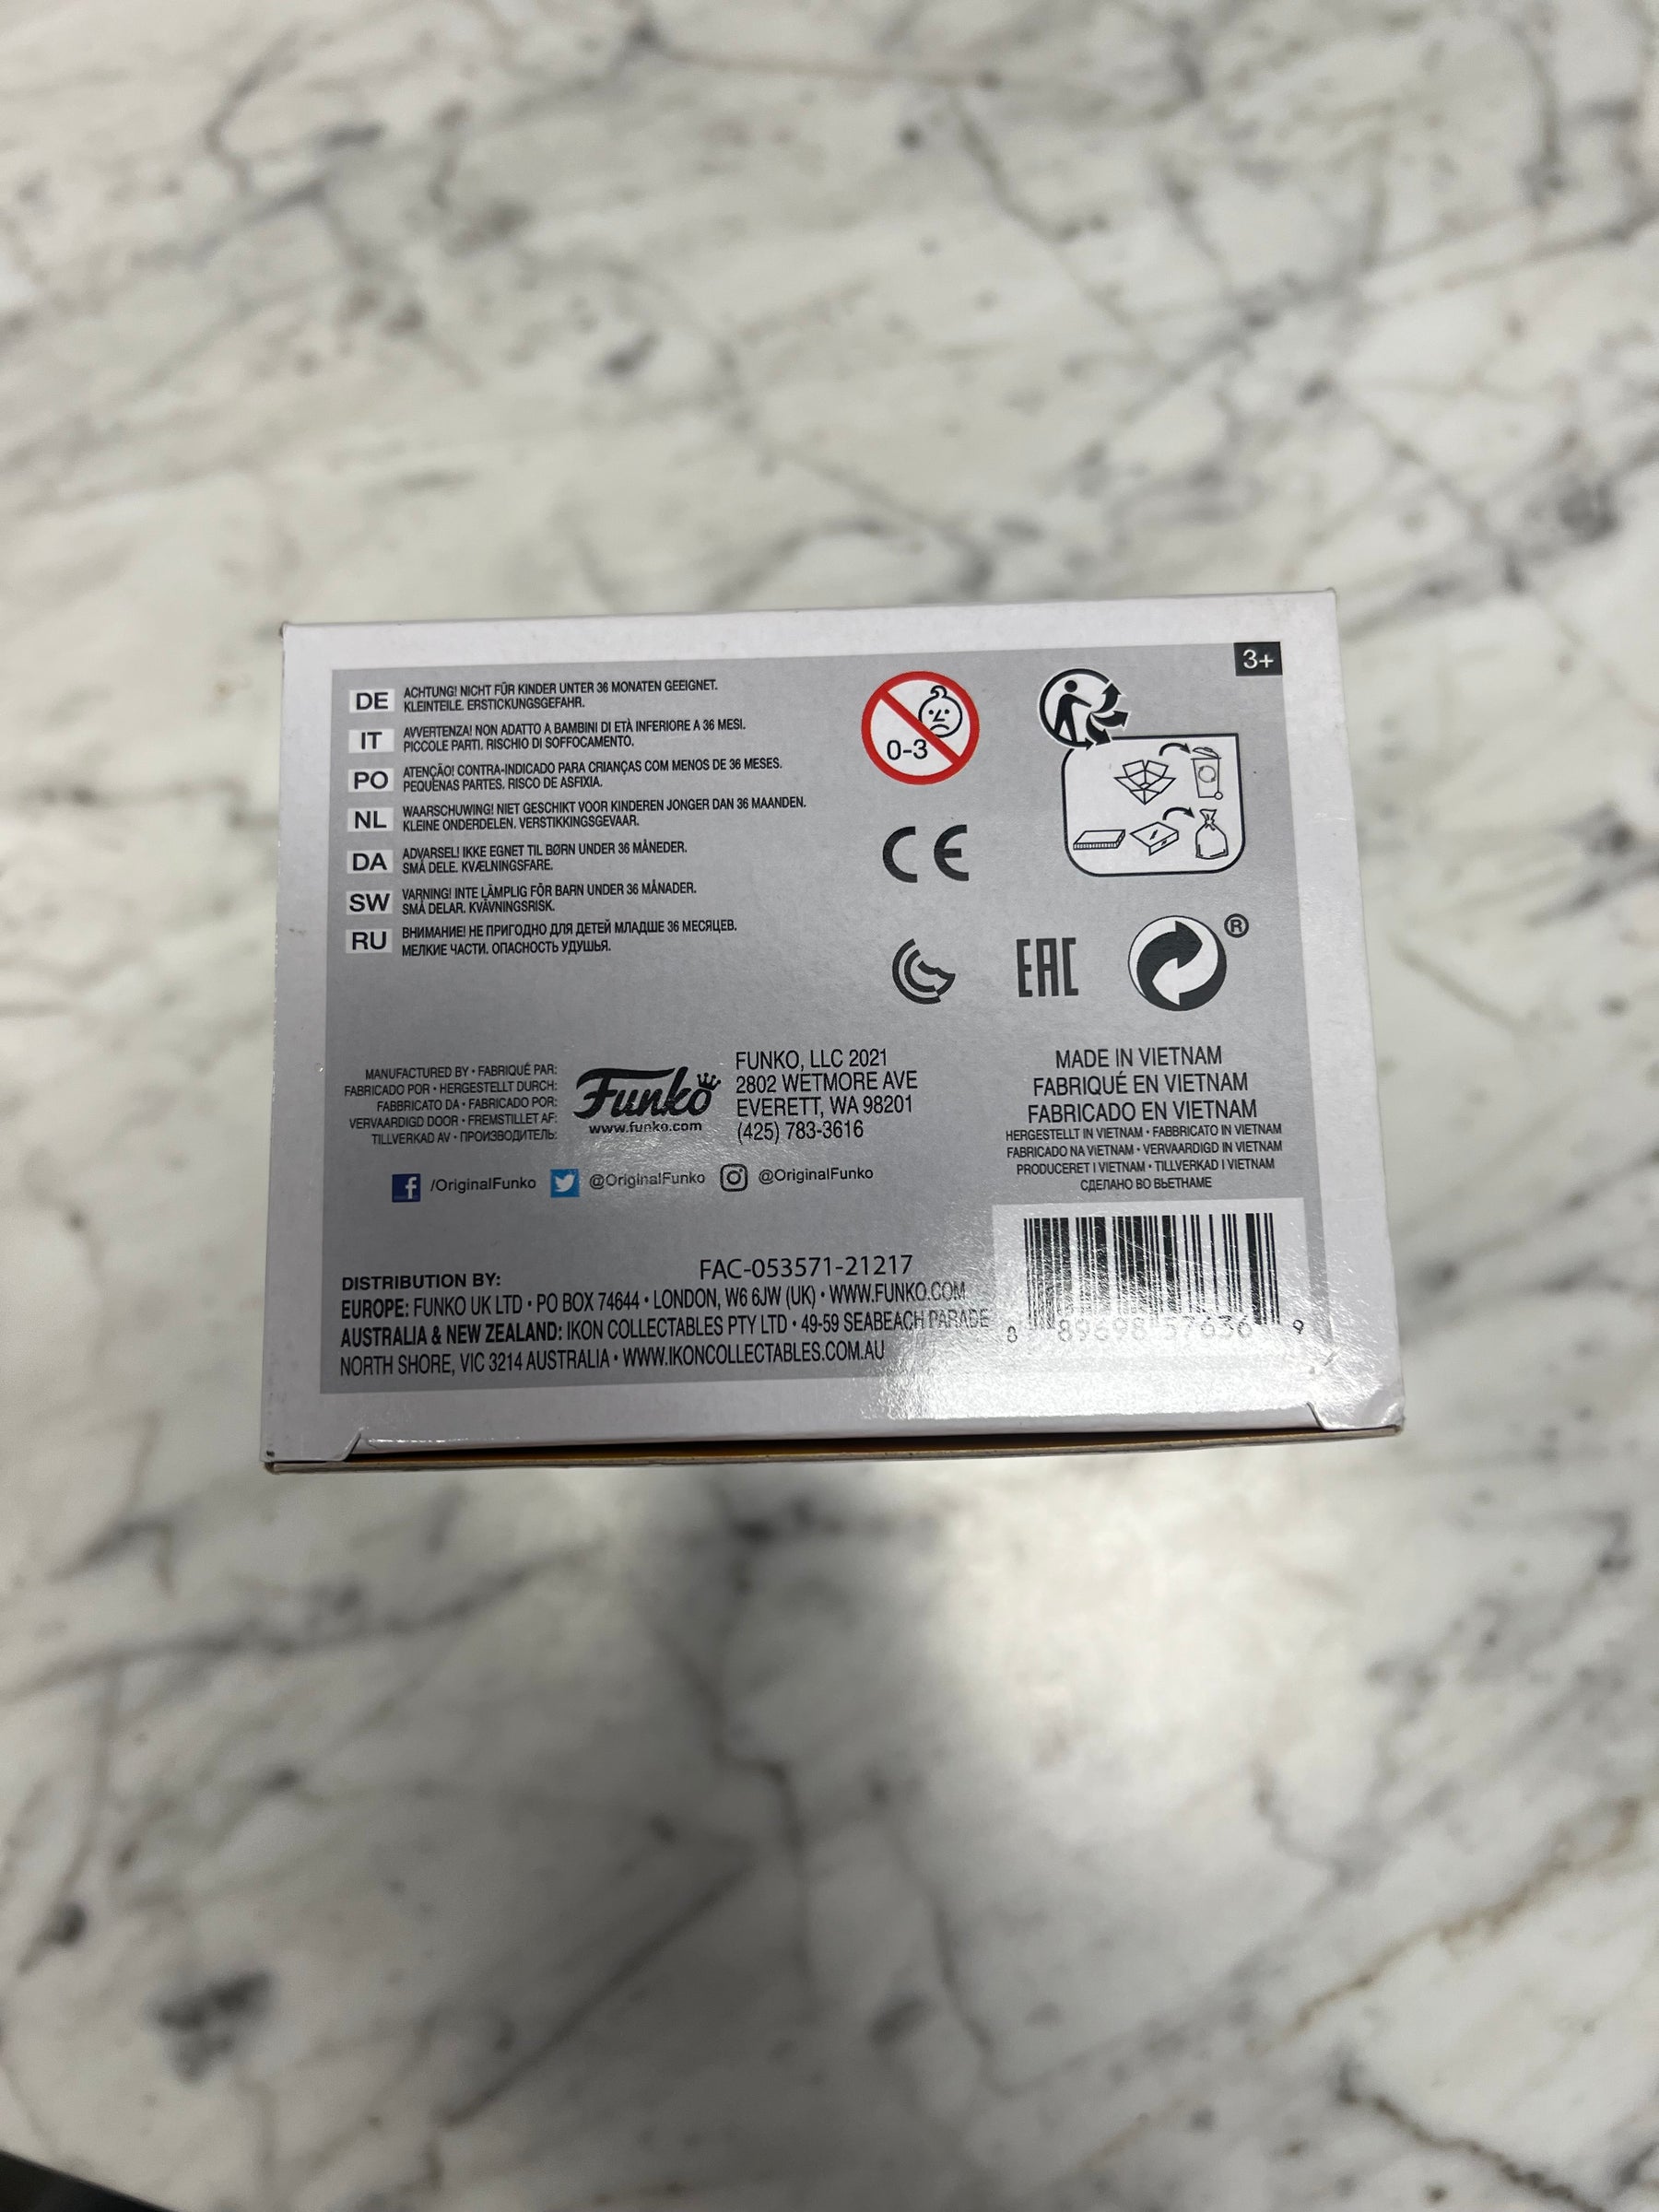 3+
DE ACHTUNG! NICHT FÜR KINDER UNTER 36 MONATEN GEEIGNET.
KLEINTEILE. ERSTICKUNGSGEFAHR.
IT AVVERTENZA! NON ADATTO A BAMBINI DI ETÀ INFERIORE A 36 MESI.
PICCOLE PARTI. RISCHIO DI SOFFOCAMENTO.
PO ATENÇÃO! CONTRA-INDICADO PARA CRIANÇAS COM MENOS DE 36 MESES.
PEQUENAS PARTES. RISCO DE ASFIXIA.
NL WAARSCHUWING! NIET GESCHIKT VOOR KINDEREN JONGER DAN 36 MAANDEN.
KLEINE ONDERDELEN. VERSTIKKINGSGEVAAR.
DA ADVARSEL! IKKE EGNET TIL BØRN UNDER 36 MÅNEDER.
SMÅ DELE. KVÆLNINGSFARE.
SW VARNING! INTE LÄMPLIG FÖR BARN UNDER 36 MÅNADER.
SMÅ DELAR. KVÄVNINGSRISK.
RU ВНИМАНИЕ! НЕ ПРИГОДНО ДЛЯ ДЕТЕЙ МЛАДШЕ 36 МЕСЯЦЕВ.
МЕЛКИЕ ЧАСТИ. ОПАСНОСТЬ УДУШЬЯ.
0-3
CE
EAC
®
MANUFACTURED BY • FABRIQUÉ PAR:
FABRICADO POR • HERGESTELLT DURCH:
FABBRICATO DA • FABRICADO POR:
VERVAARDIGD DOOR • FREMSTILLET AF:
TILLVERKAD AV • ПРОИЗВОДИТЕЛЬ:
Funko
www.funko.com
FUNKO, LLC 2021
2802 WETMORE AVE
EVERETT, WA 98201
(425) 783-3616
/OriginalFunko @OriginalFunko @OriginalFunko
MADE IN VIETNAM
FABRIQUÉ EN VIETNAM
FABRICADO EN VIETNAM
HERGESTELLT IN VIETNAM • FABBRICATO IN VIETNAM
FABRICADO NA VIETNAM • VERVAARDIGD IN VIETNAM
PRODUCERET I VIETNAM • TILLVERKAD I VIETNAM
СДЕЛАНО ВО ВЬЕТНАМЕ
FAC-053571-21217
DISTRIBUTION BY:
EUROPE: FUNKO UK LTD • PO BOX 74644 • LONDON, W6 6JW (UK) • WWW.FUNKO.COM
AUSTRALIA & NEW ZEALAND: IKON COLLECTABLES PTY LTD • 49-59 SEABEACH PARADE
NORTH SHORE, VIC 3214 AUSTRALIA • WWW.IKONCOLLECTABLES.COM.AU
8 89698 57636 9